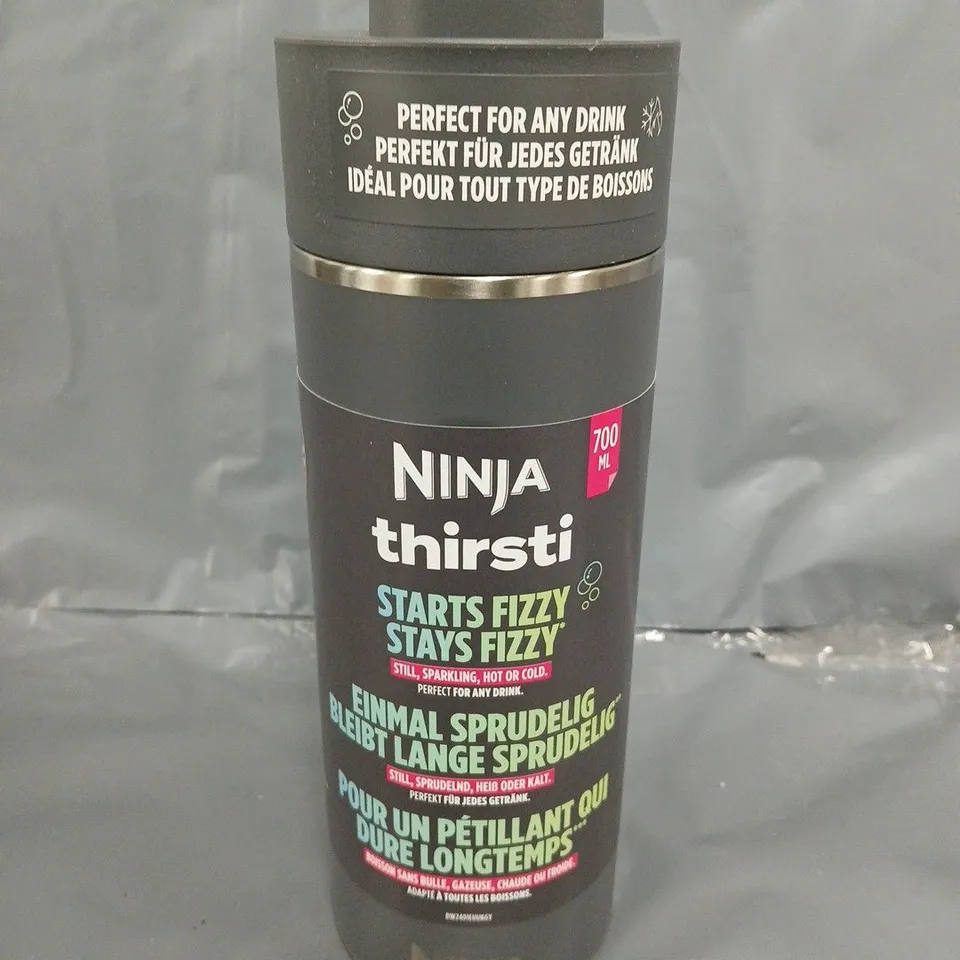 PERFECT FOR ANY DRINK
PERFEKT FÜR JEDES GETRÄNK
IDÉAL POUR TOUT TYPE DE BOISSONS
700
ML
NINJA
thirsti
STARTS FIZZY
STAYS FIZZY*
STILL, SPARKLING, HOT OR COLD.
PERFECT FOR ANY DRINK.
EINMAL SPRUDELIG
BLEIBT LANGE SPRUDELIG**
STILL, SPRUDELND, HEIß ODER KALT.
PERFEKT FÜR JEDES GETRÄNK.
POUR UN PÉTILLANT QUI
DURE LONGTEMPS***
BOISSON SANS BULLE, GAZEUSE, CHAUDE OU FROIDE.
ADAPTÉ À TOUTES LES BOISSONS.